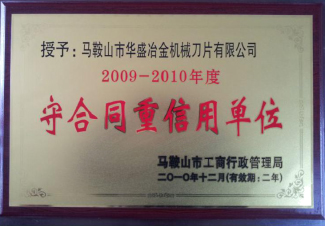 授予：马鞍山市华盛冶金机械刀片有限公司
2009-2010年度
守合同重信用单位
马鞍山市工商行政管理局
二〇一〇年十二月(有效期：二年)